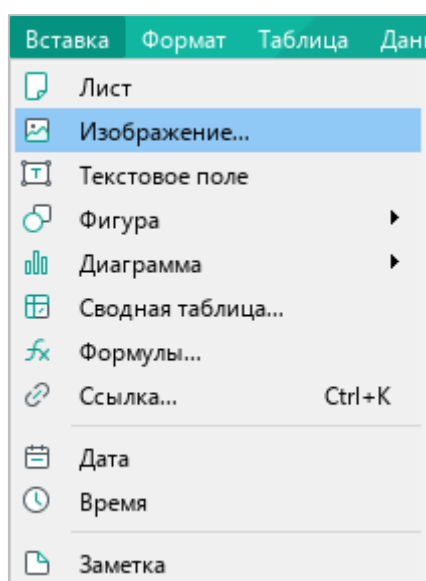 Вставка Формат Таблица
Лист
Изображение...
Текстовое поле
Фигура
Диаграмма
Сводная таблица...
Формулы...
Ссылка... Ctrl+K
Дата
Время
Заметка